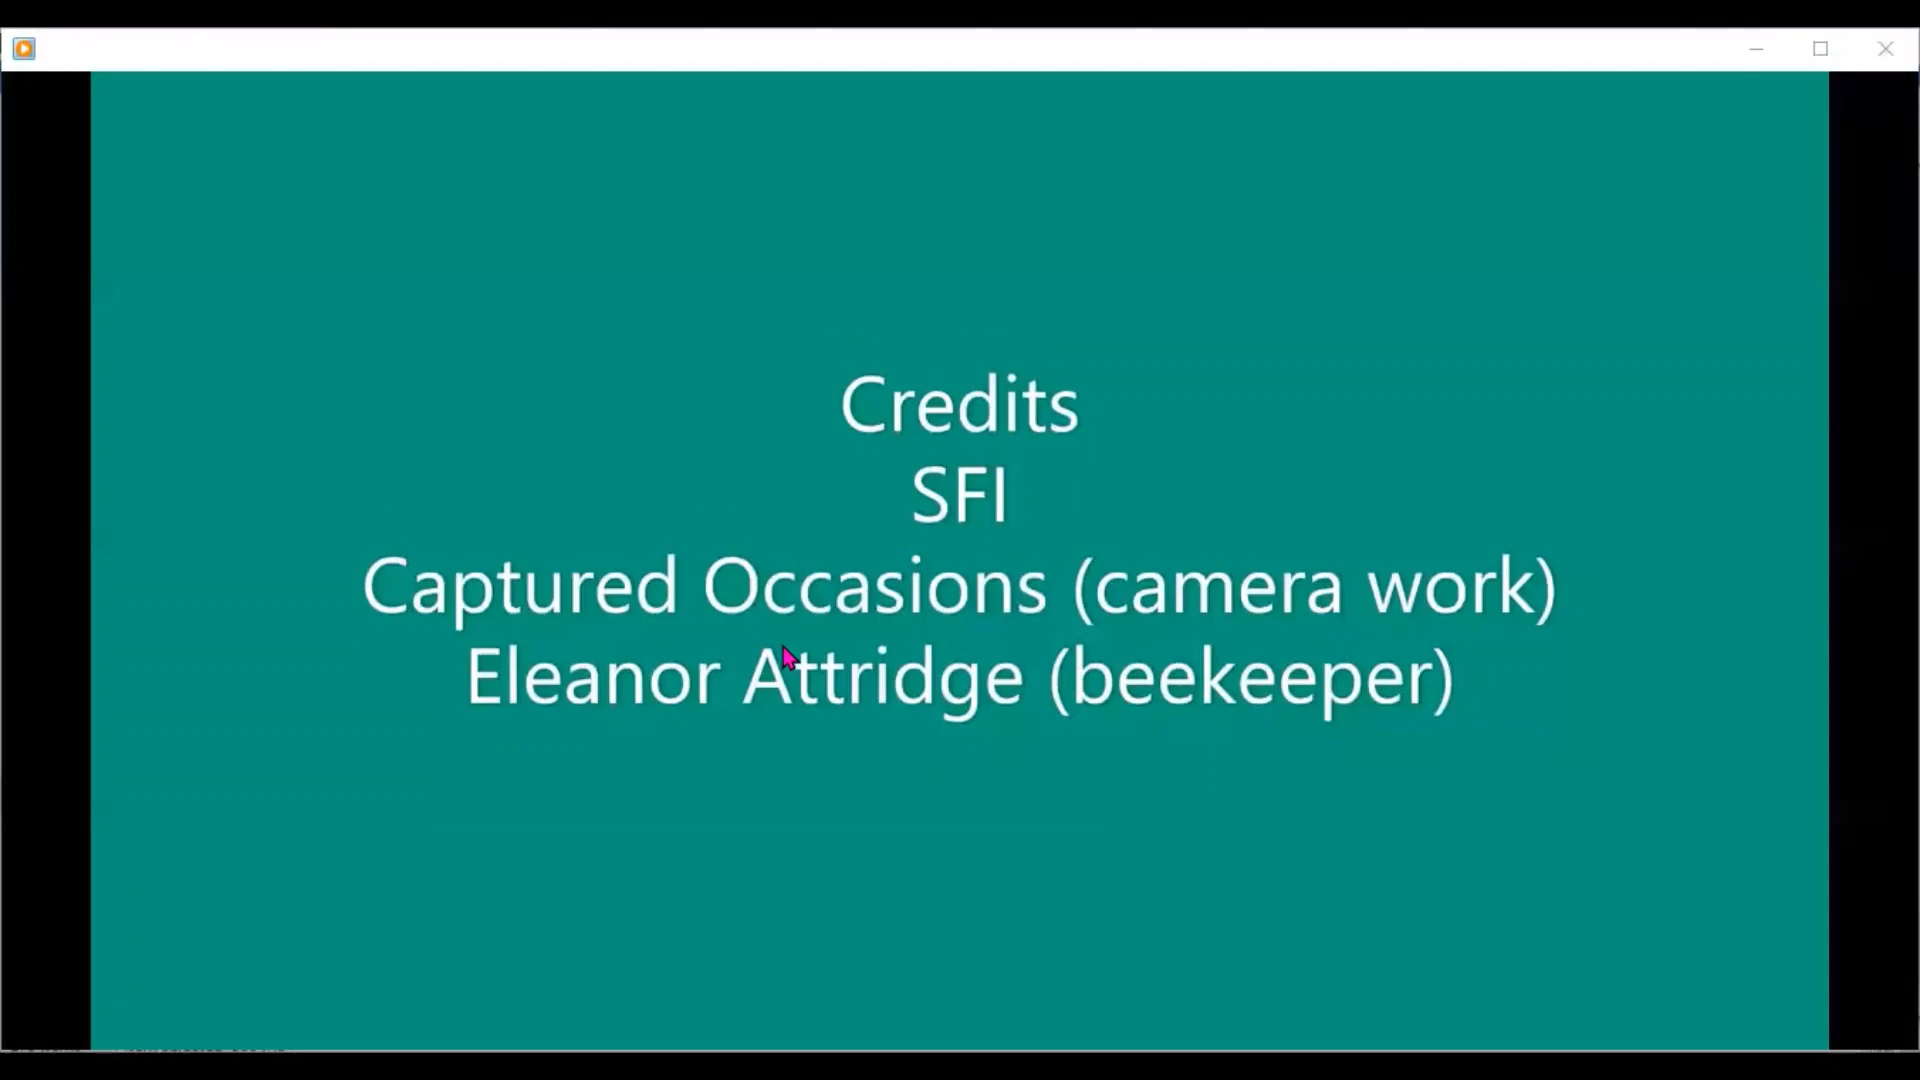 Credits
SFI
Captured Occasions (camera work)
Eleanor Attridge (beekeeper)